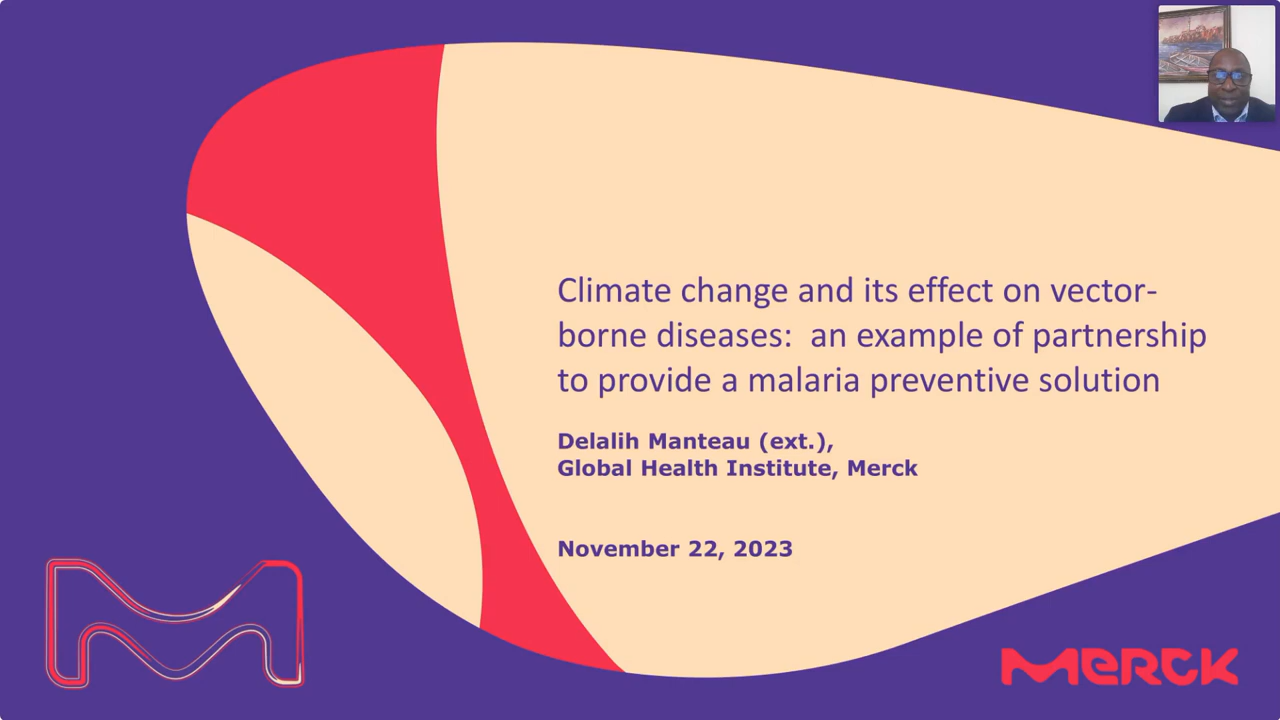 Climate change and its effect on vector-
borne diseases:  an example of partnership
to provide a malaria preventive solution
Delalih Manteau (ext.),
Global Health Institute, Merck
November 22, 2023
MERCK